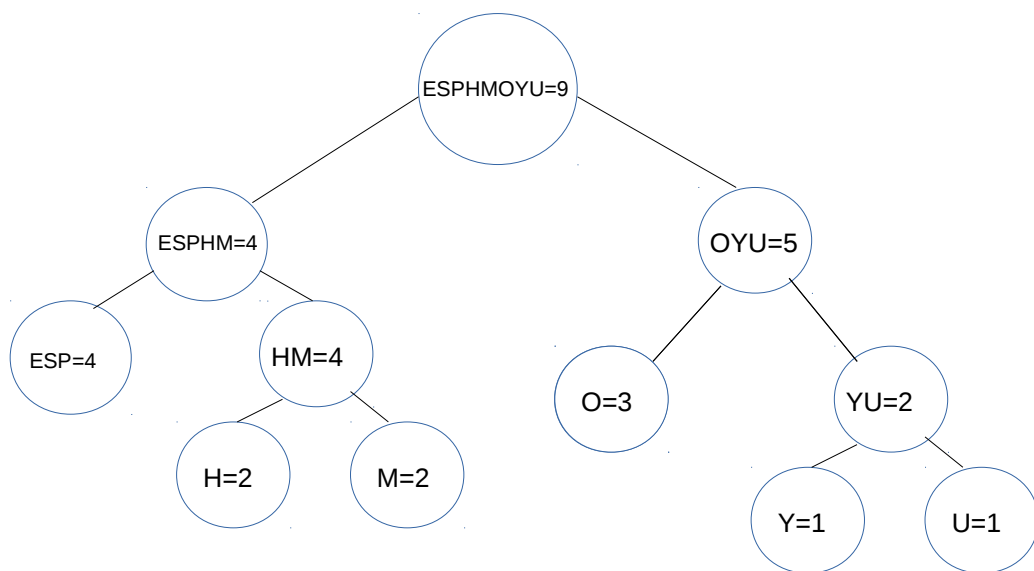 ESPHMOYU=9
ESPHM=4
OYU=5
ESP=4
HM=4
O=3
YU=2
H=2
M=2
Y=1
U=1